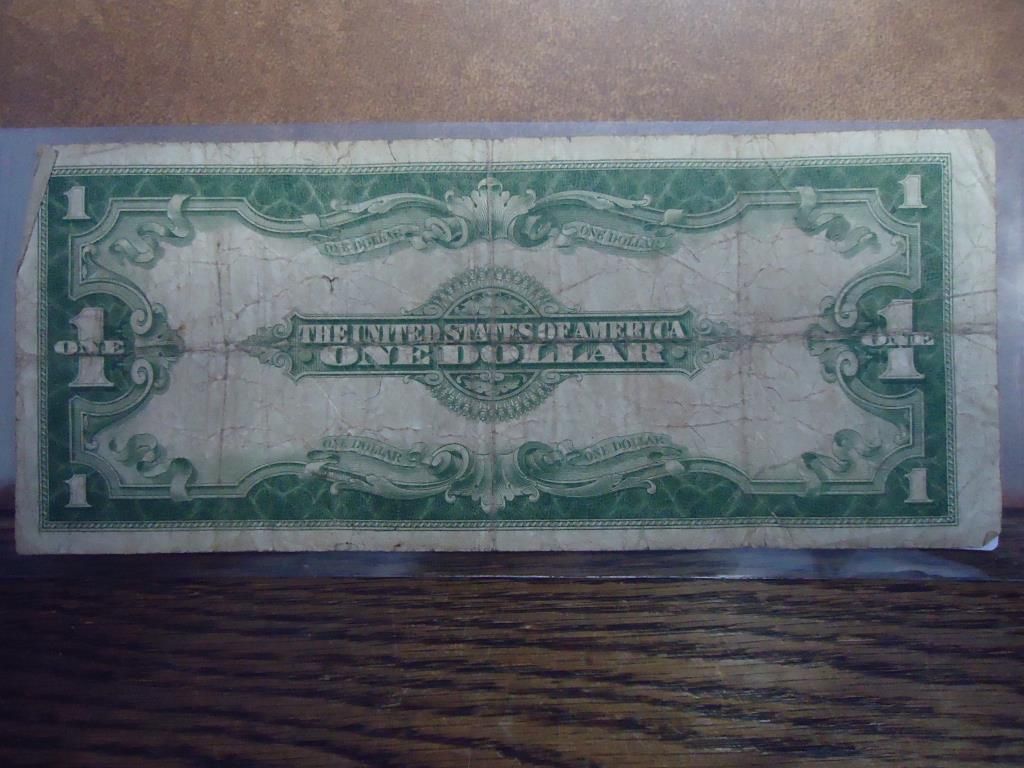 1 1
ONE DOLLAR ONE DOLLAR
THE UNITED STATES OF AMERICA
ONE DOLLAR
1 ONE 1 ONE
ONE DOLLAR ONE DOLLAR
1 1